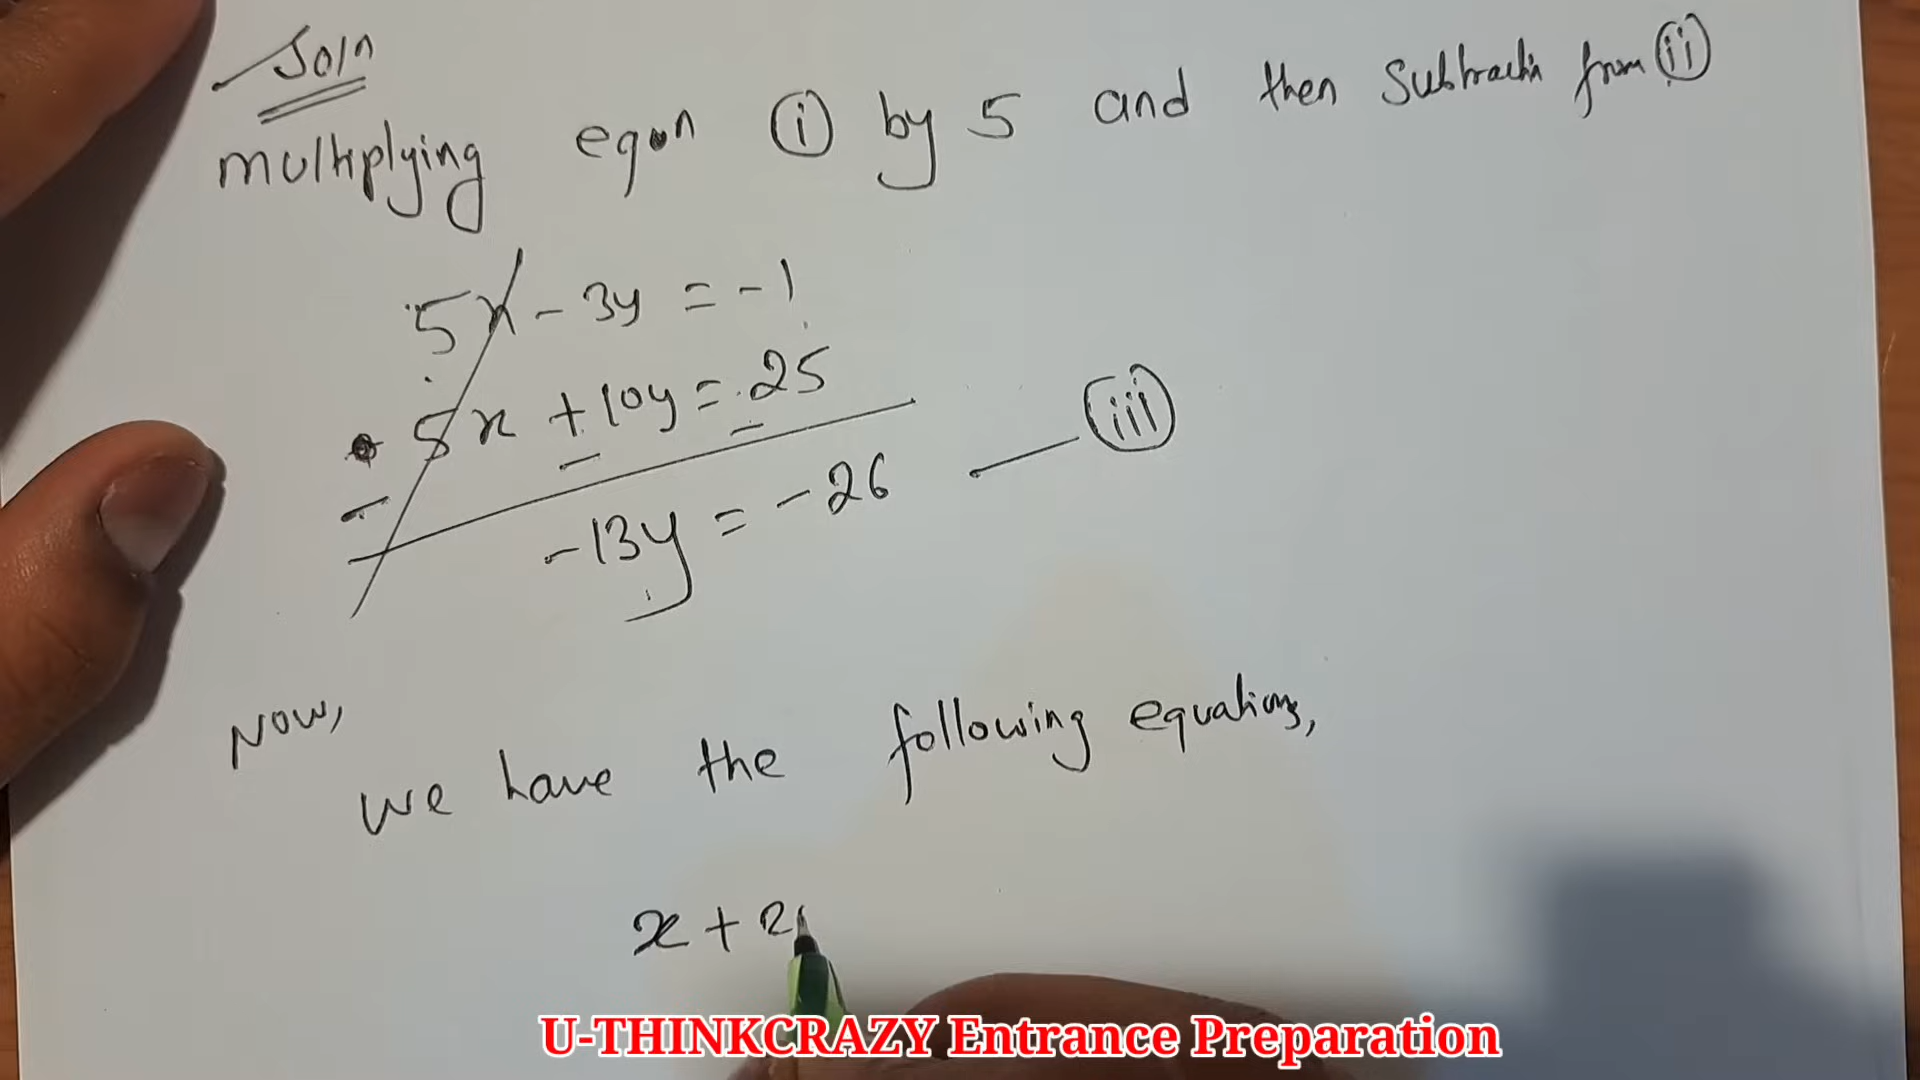 Soln
multiplying eqon (i) by 5 and then subtractin from (ii)
5x - 3y = -1
5x + 10y = 25
- - -
-13y = -26 — (iii)
Now,
we have the following equations,
x + 2
U-THINKCRAZY Entrance Preparation